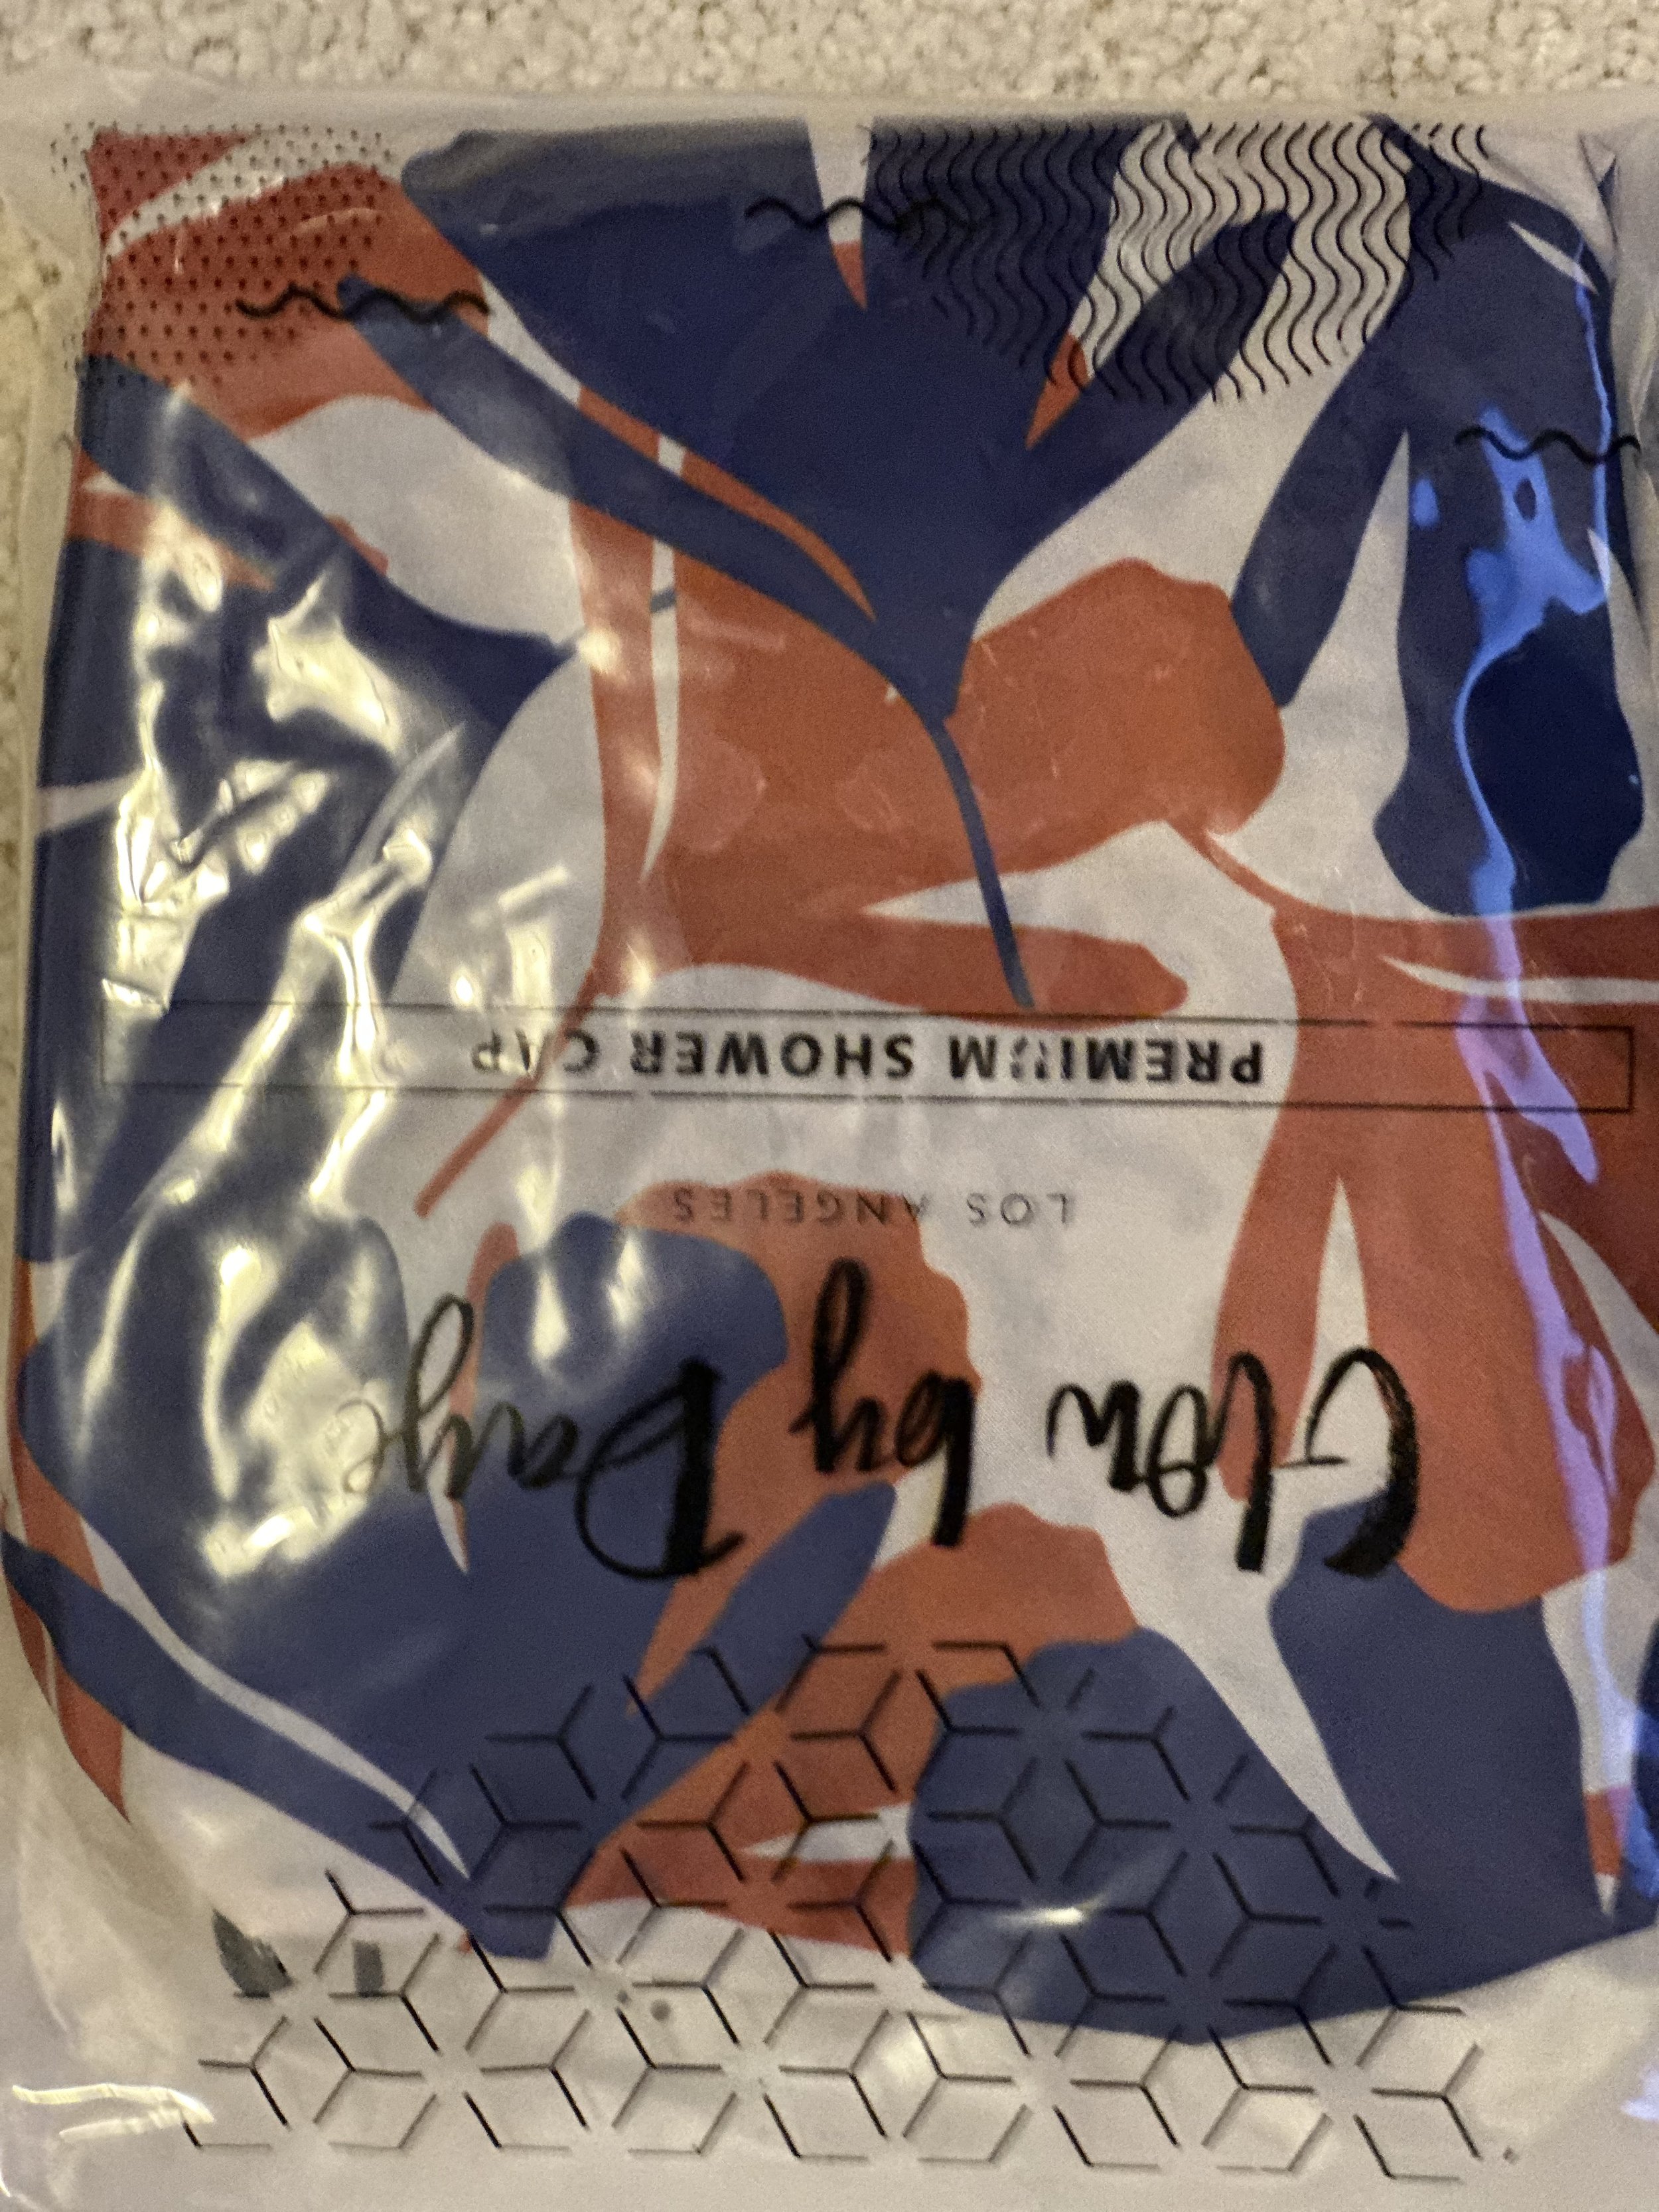 Glow by Daye
LOS ANGELES
PREMIUM SHOWER CAP